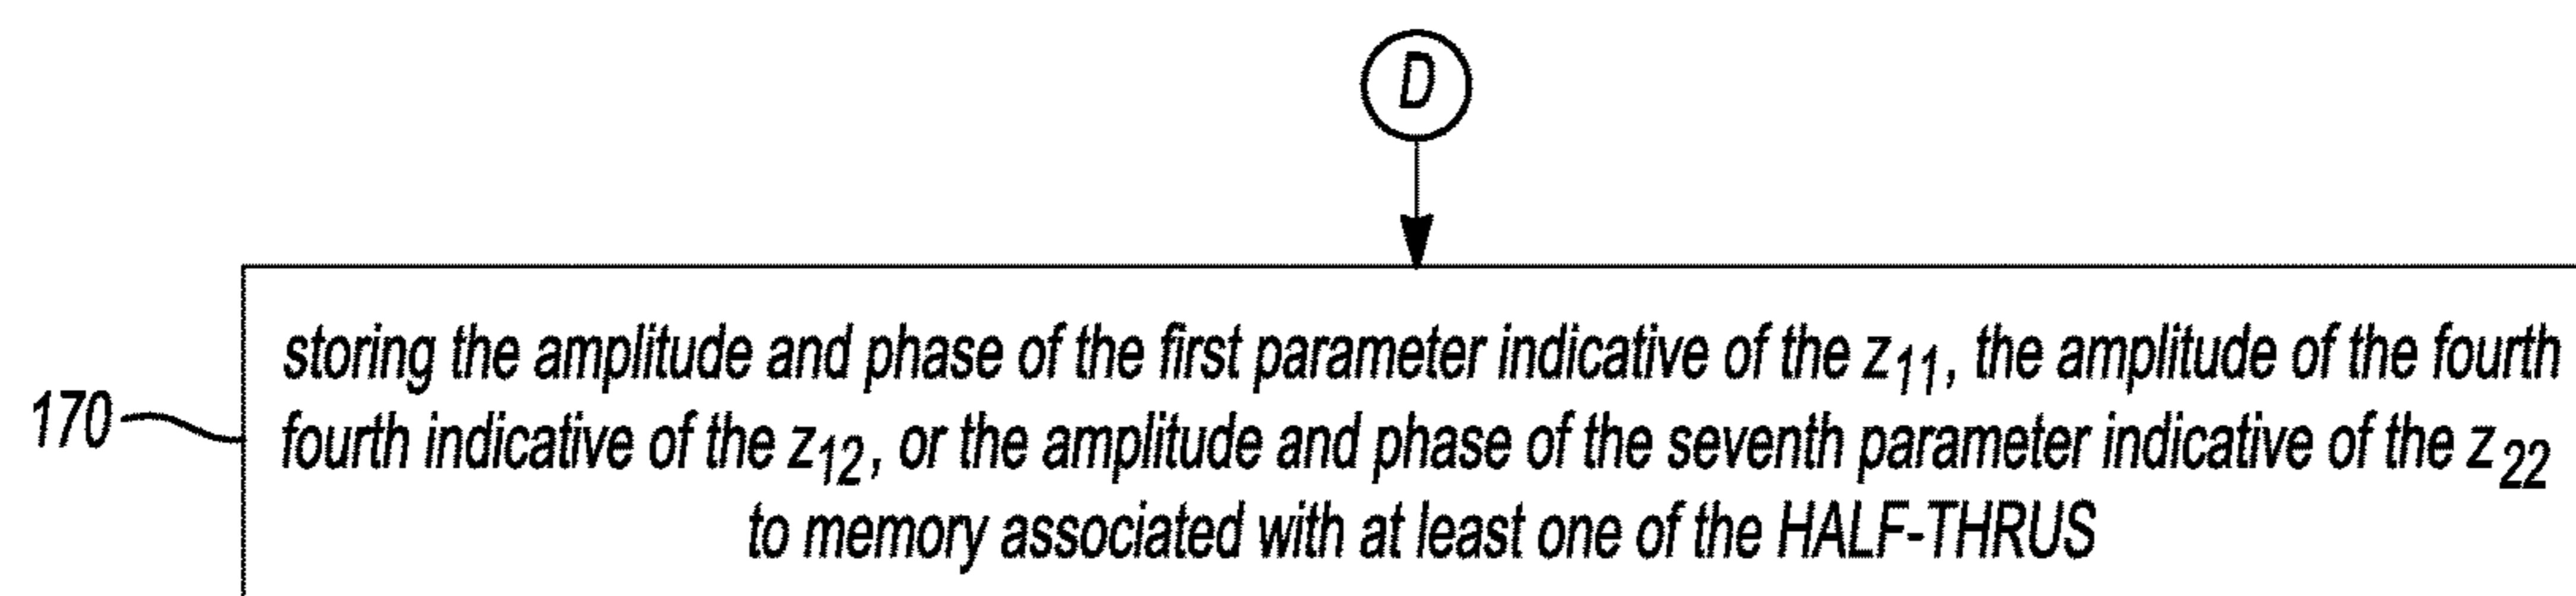 D
storing the amplitude and phase of the first parameter indicative of the z11, the amplitude of the fourth
170
fourth indicative of the z12, or the amplitude and phase of the seventh parameter indicative of the z22
to memory associated with at least one of the HALF-THRUS